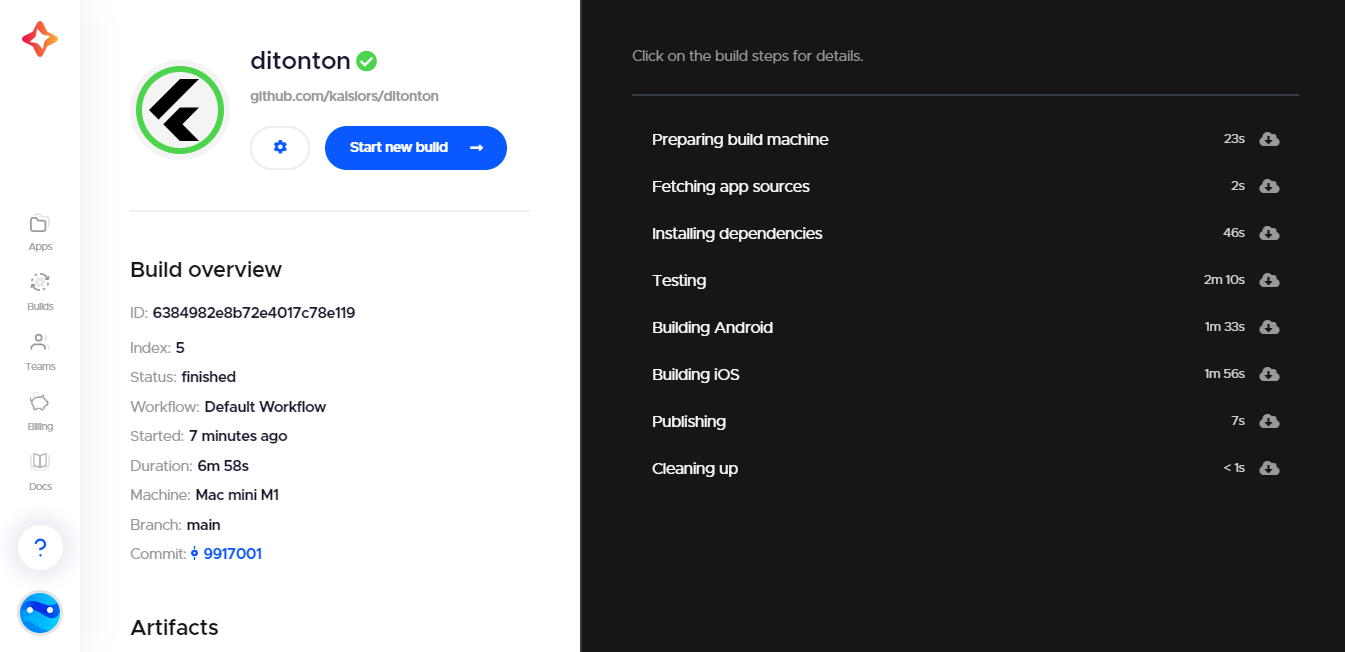 ditonton
github.com/kalsiors/ditonton
Start new build
Apps
Builds
Teams
Billing
Docs
?
Build overview
ID: 6384982e8b72e4017c78e119
Index: 5
Status: finished
Workflow: Default Workflow
Started: 7 minutes ago
Duration: 6m 58s
Machine: Mac mini M1
Branch: main
Commit: 9917001
Artifacts
Click on the build steps for details.
Preparing build machine 23s
Fetching app sources 2s
Installing dependencies 46s
Testing 2m 10s
Building Android 1m 33s
Building iOS 1m 56s
Publishing 7s
Cleaning up < 1s